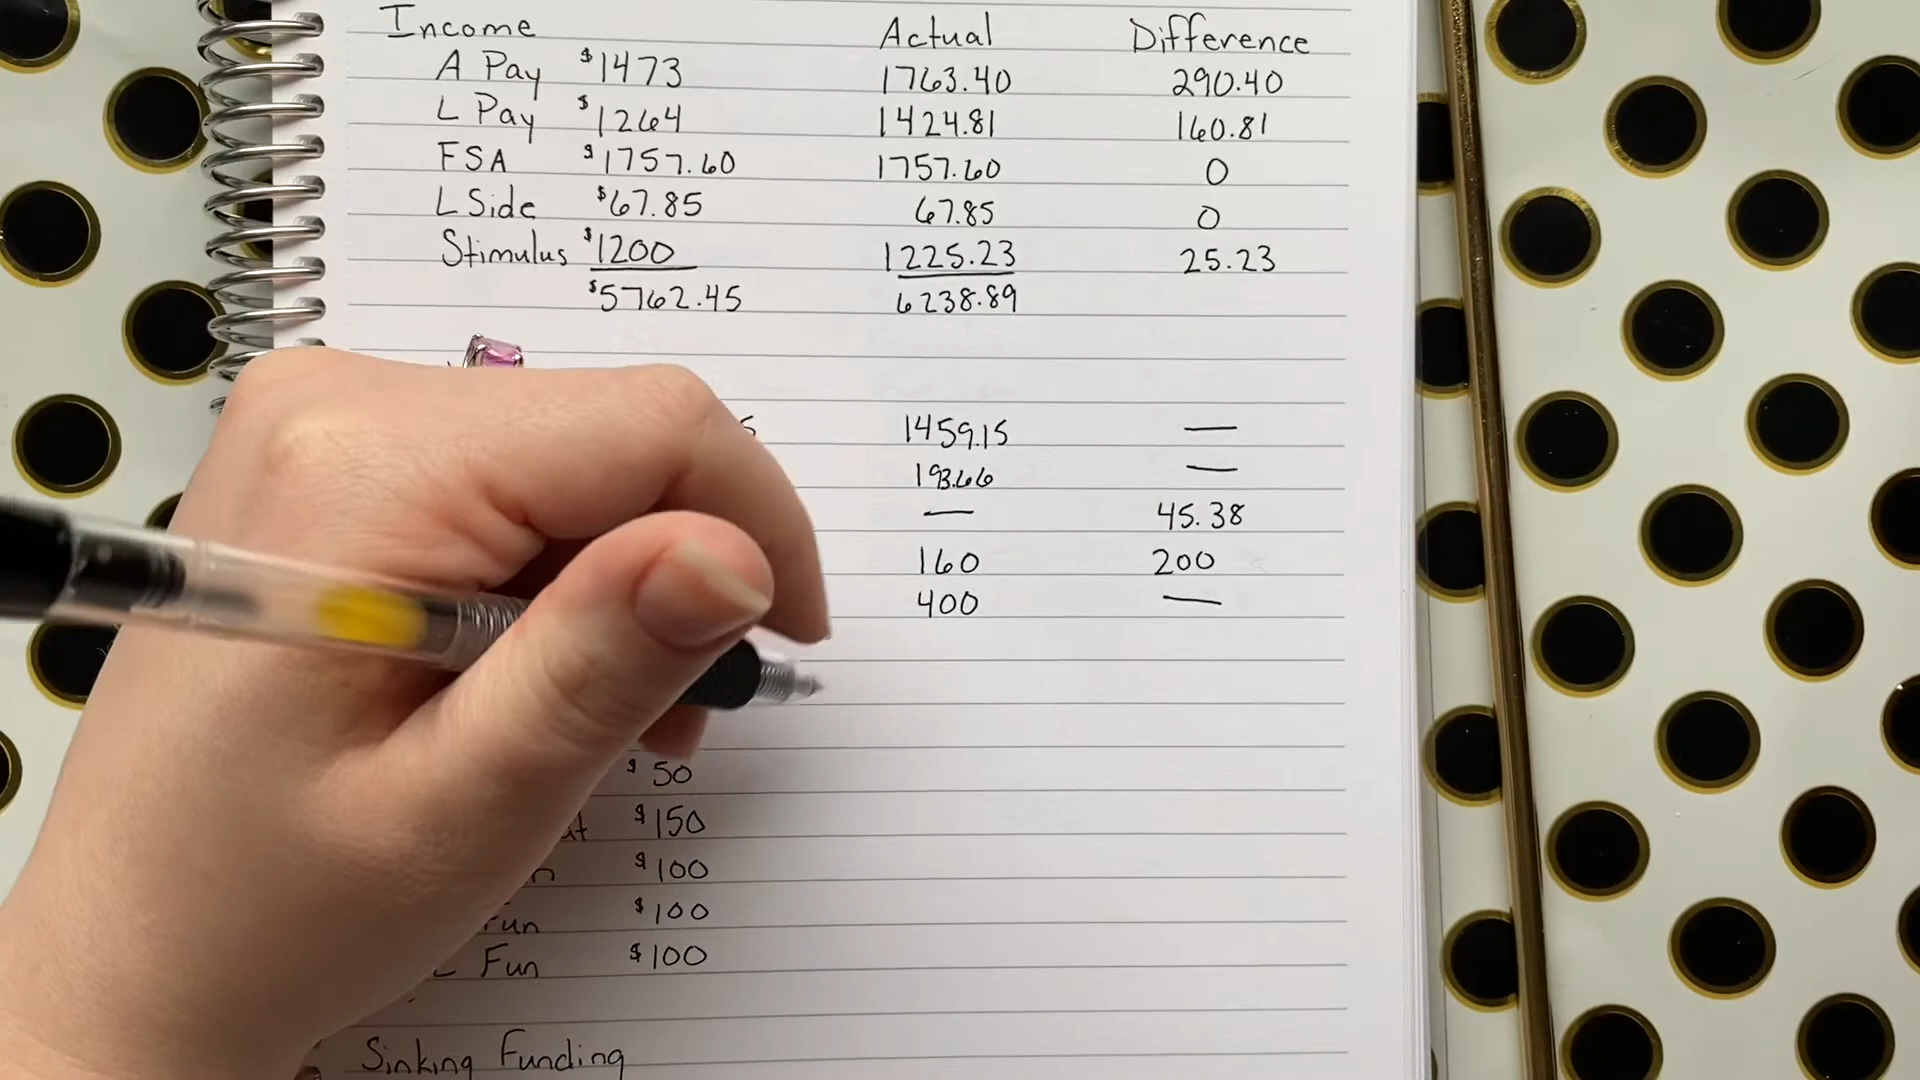 Income Actual Difference
A Pay $1473 1763.40 290.40
L Pay $1264 1424.81 160.81
FSA $1757.60 1757.60 0
L Side $67.85 67.85 0
Stimulus $1200 1225.23 25.23
$5762.45 6238.89
5 1459.15 —
193.66 —
— 45.38
160 200
400 —
$50
$150
$100
Fun $100
L Fun $100
Sinking Funding